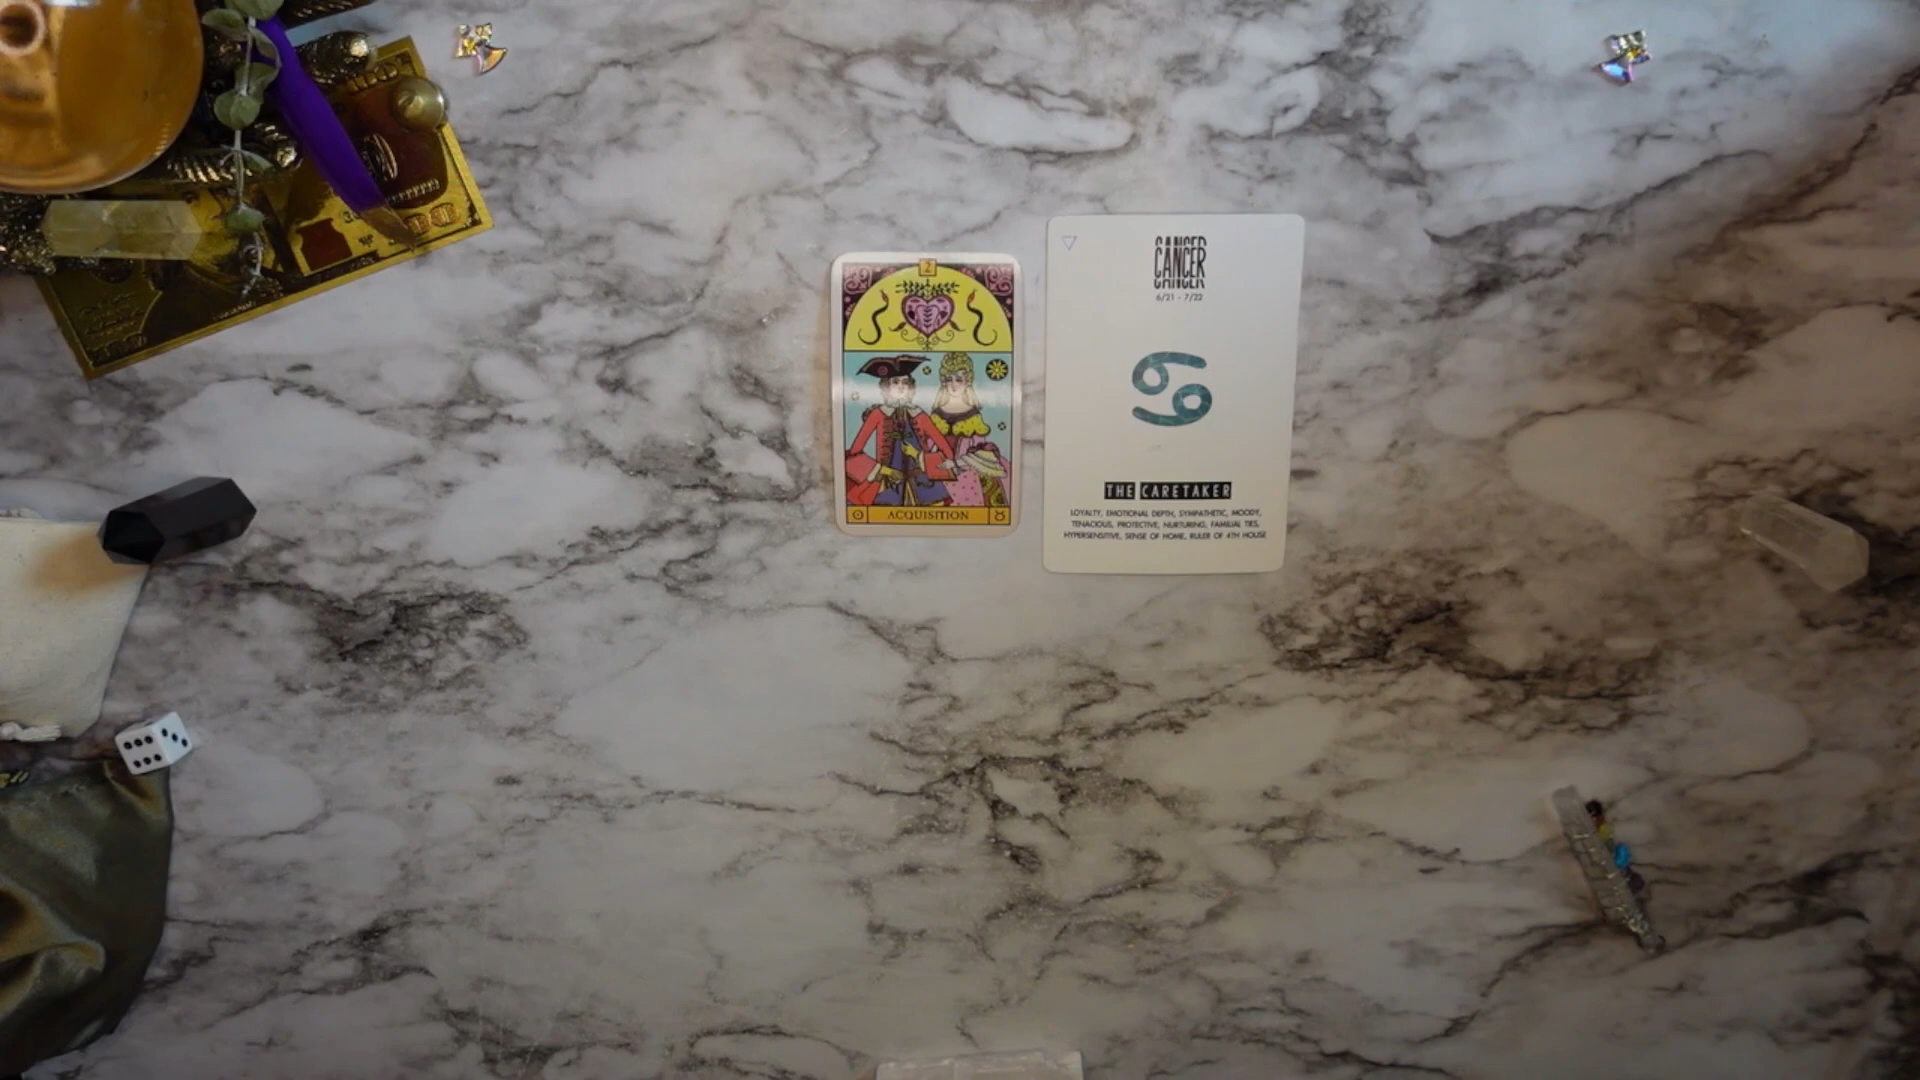 2
ACQUISITION
CANCER
6/21 - 7/22
THE CARETAKER
LOYALTY, EMOTIONAL DEPTH, SYMPATHETIC, MOODY,
TENACIOUS, PROTECTIVE, NURTURING, FAMILIAL TIES,
HYPERSENSITIVE, SENSE OF HOME, RULER OF 4TH HOUSE